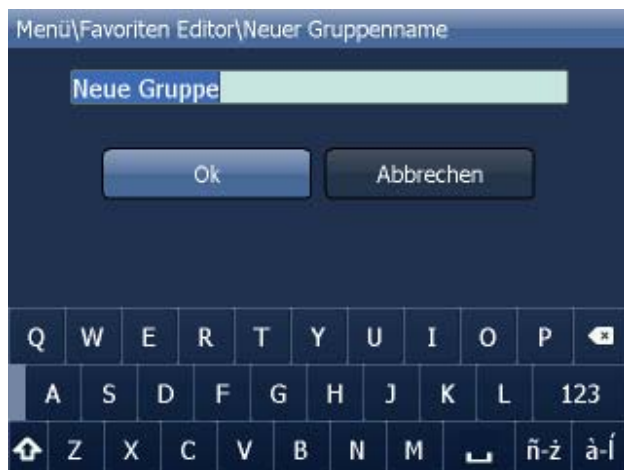 Menü\Favoriten Editor\Neuer Gruppenname
Neue Gruppe
Ok Abbrechen
Q W E R T Y U I O P
A S D F G H J K L 123
Z X C V B N M ñ-ż à-Í